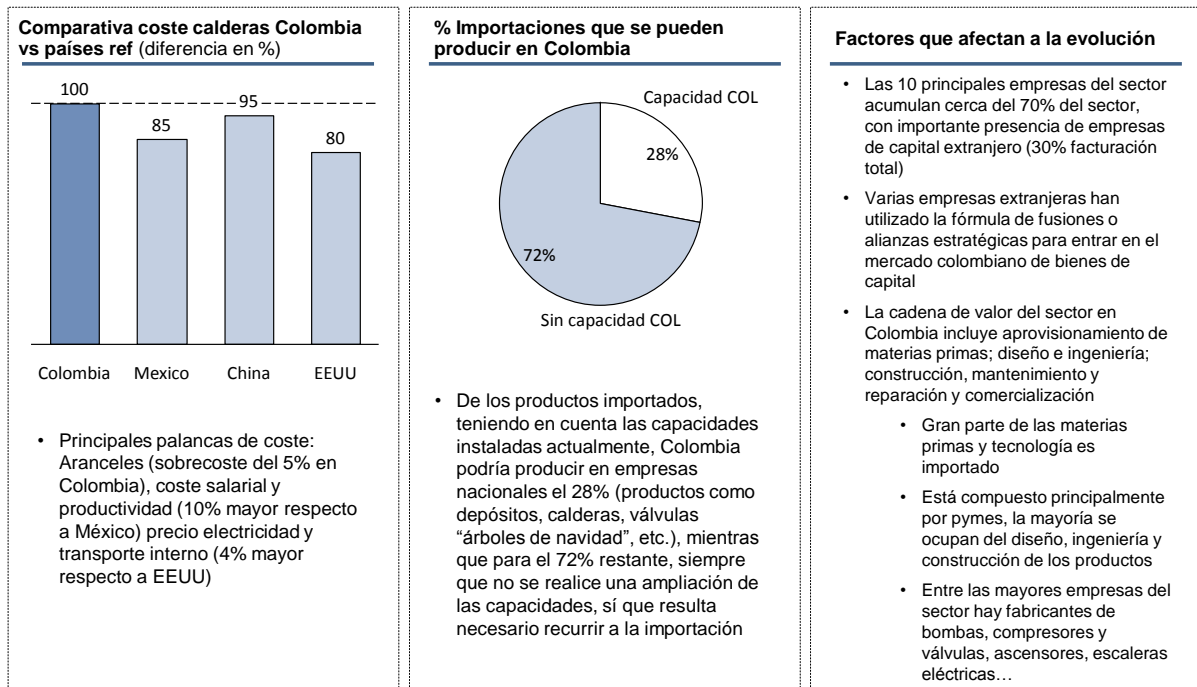 Comparativa coste calderas Colombia
vs países ref (diferencia en %)
100
85
95
80
Colombia
Mexico
China
EEUU
• Principales palancas de coste:
Aranceles (sobrecoste del 5% en
Colombia), coste salarial y
productividad (10% mayor respecto
a México) precio electricidad y
transporte interno (4% mayor
respecto a EEUU)
% Importaciones que se pueden
producir en Colombia
Capacidad COL
28%
72%
Sin capacidad COL
• De los productos importados,
teniendo en cuenta las capacidades
instaladas actualmente, Colombia
podría producir en empresas
nacionales el 28% (productos como
depósitos, calderas, válvulas
“árboles de navidad”, etc.), mientras
que para el 72% restante, siempre
que no se realice una ampliación de
las capacidades, sí que resulta
necesario recurrir a la importación
Factores que afectan a la evolución
• Las 10 principales empresas del sector
acumulan cerca del 70% del sector,
con importante presencia de empresas
de capital extranjero (30% facturación
total)
• Varias empresas extranjeras han
utilizado la fórmula de fusiones o
alianzas estratégicas para entrar en el
mercado colombiano de bienes de
capital
• La cadena de valor del sector en
Colombia incluye aprovisionamiento de
materias primas; diseño e ingeniería;
construcción, mantenimiento y
reparación y comercialización
• Gran parte de las materias
primas y tecnología es
importado
• Está compuesto principalmente
por pymes, la mayoría se
ocupan del diseño, ingeniería y
construcción de los productos
• Entre las mayores empresas del
sector hay fabricantes de
bombas, compresores y
válvulas, ascensores, escaleras
eléctricas…